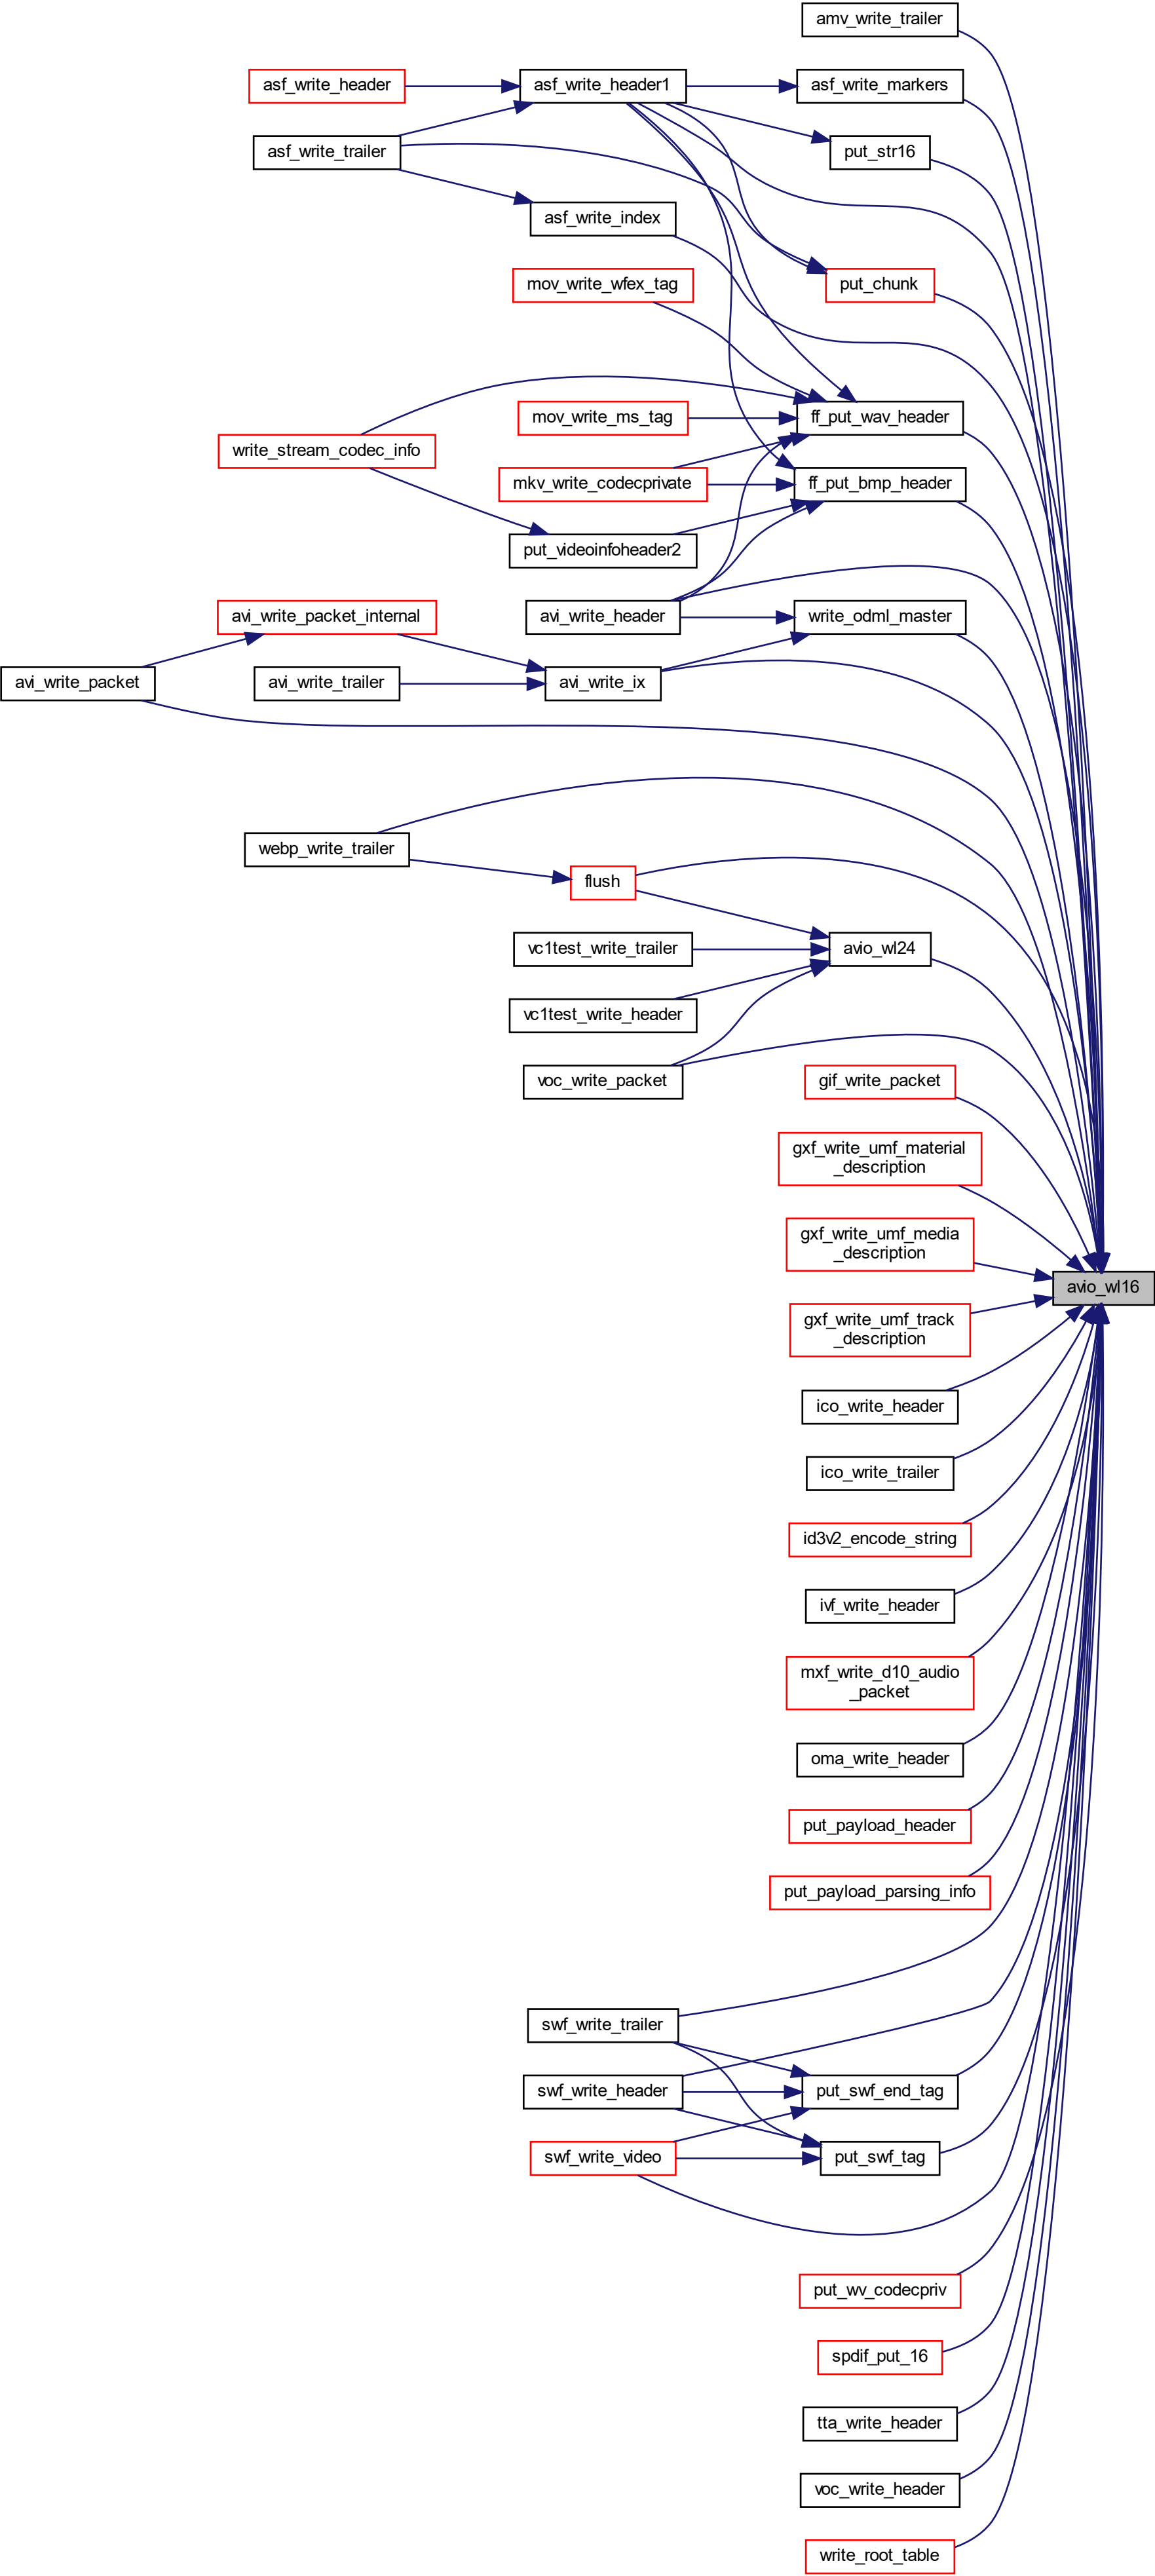 amv_write_trailer
asf_write_header
asf_write_header1
asf_write_markers
asf_write_trailer
put_str16
asf_write_index
mov_write_wfex_tag
put_chunk
mov_write_ms_tag
ff_put_wav_header
write_stream_codec_info
mkv_write_codecprivate
ff_put_bmp_header
put_videoinfoheader2
avi_write_packet_internal
avi_write_header
write_odml_master
avi_write_packet
avi_write_trailer
avi_write_ix
webp_write_trailer
flush
vc1test_write_trailer
avio_wl24
vc1test_write_header
voc_write_packet
gif_write_packet
gxf_write_umf_material
_description
gxf_write_umf_media
_description
avio_wl16
gxf_write_umf_track
_description
ico_write_header
ico_write_trailer
id3v2_encode_string
ivf_write_header
mxf_write_d10_audio
_packet
oma_write_header
put_payload_header
put_payload_parsing_info
swf_write_trailer
swf_write_header
put_swf_end_tag
swf_write_video
put_swf_tag
put_wv_codecpriv
spdif_put_16
tta_write_header
voc_write_header
write_root_table